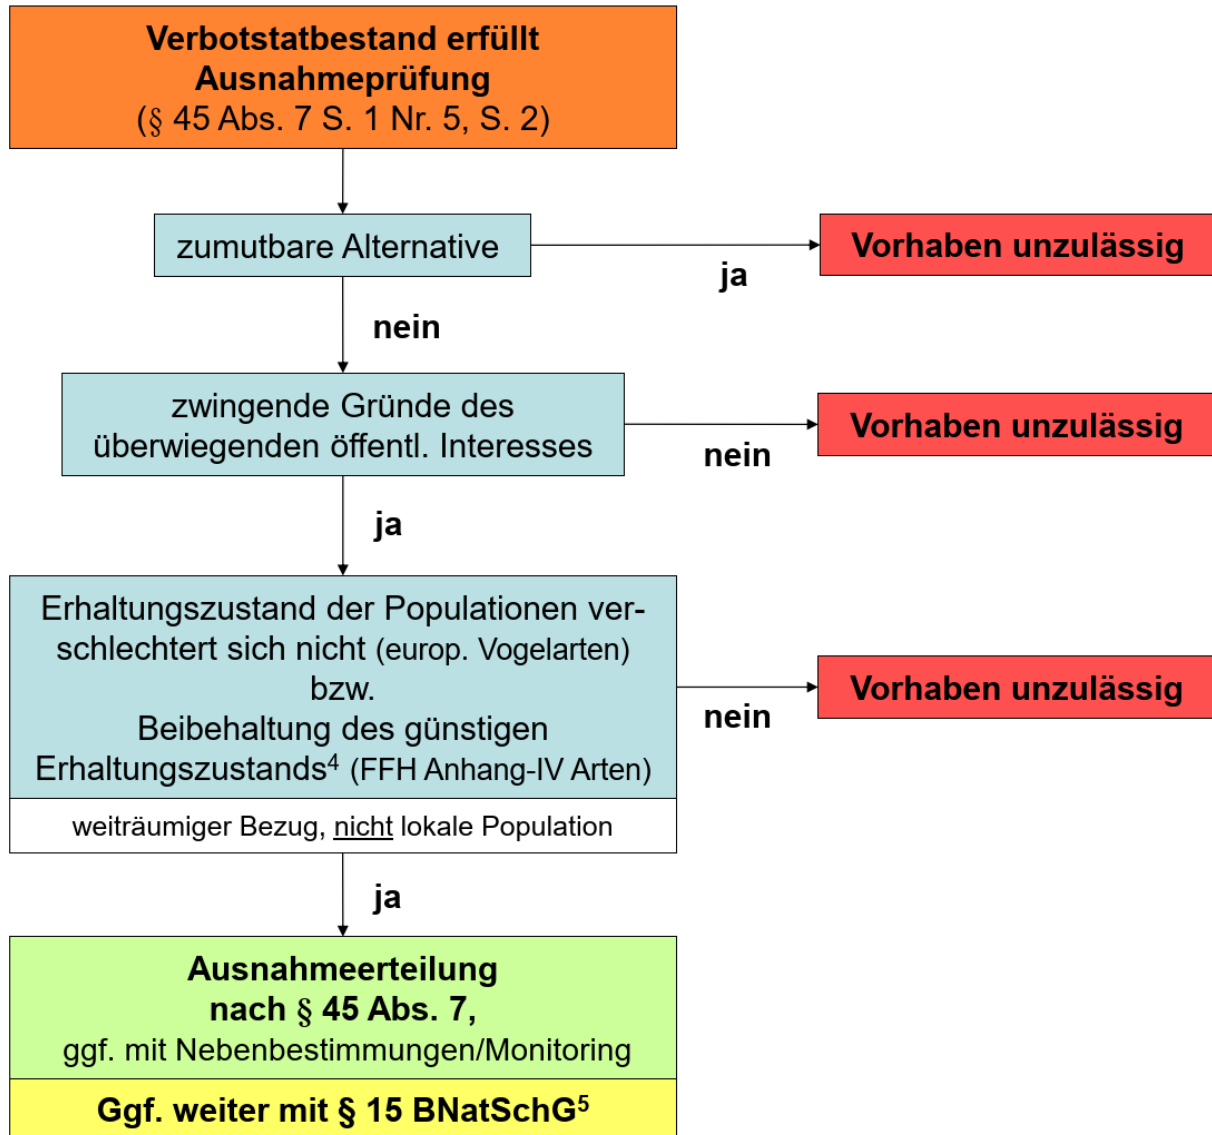 Verbotstatbestand erfüllt
Ausnahmeprüfung
(§ 45 Abs. 7 S. 1 Nr. 5, S. 2)
zumutbare Alternative
ja
Vorhaben unzulässig
nein
zwingende Gründe des
überwiegenden öffentl. Interesses
nein
Vorhaben unzulässig
ja
Erhaltungszustand der Populationen ver-
schlechtert sich nicht (europ. Vogelarten)
bzw.
Beibehaltung des günstigen
Erhaltungszustands⁴ (FFH Anhang-IV Arten)
weiträumiger Bezug, nicht lokale Population
nein
Vorhaben unzulässig
ja
Ausnahmeerteilung
nach § 45 Abs. 7,
ggf. mit Nebenbestimmungen/Monitoring
Ggf. weiter mit § 15 BNatSchG⁵